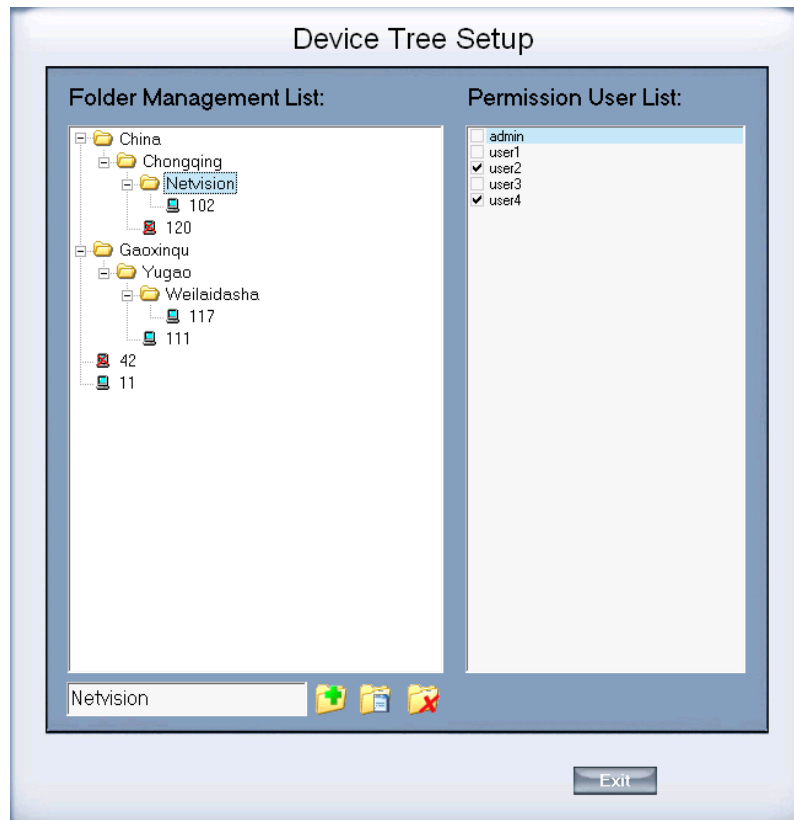 Device Tree Setup
Folder Management List:
China
Chongqing
Netvision
102
120
Gaoxinqu
Yugao
Weilaidasha
117
111
42
11
Netvision
Permission User List:
admin
user1
user2
user3
user4
Exit